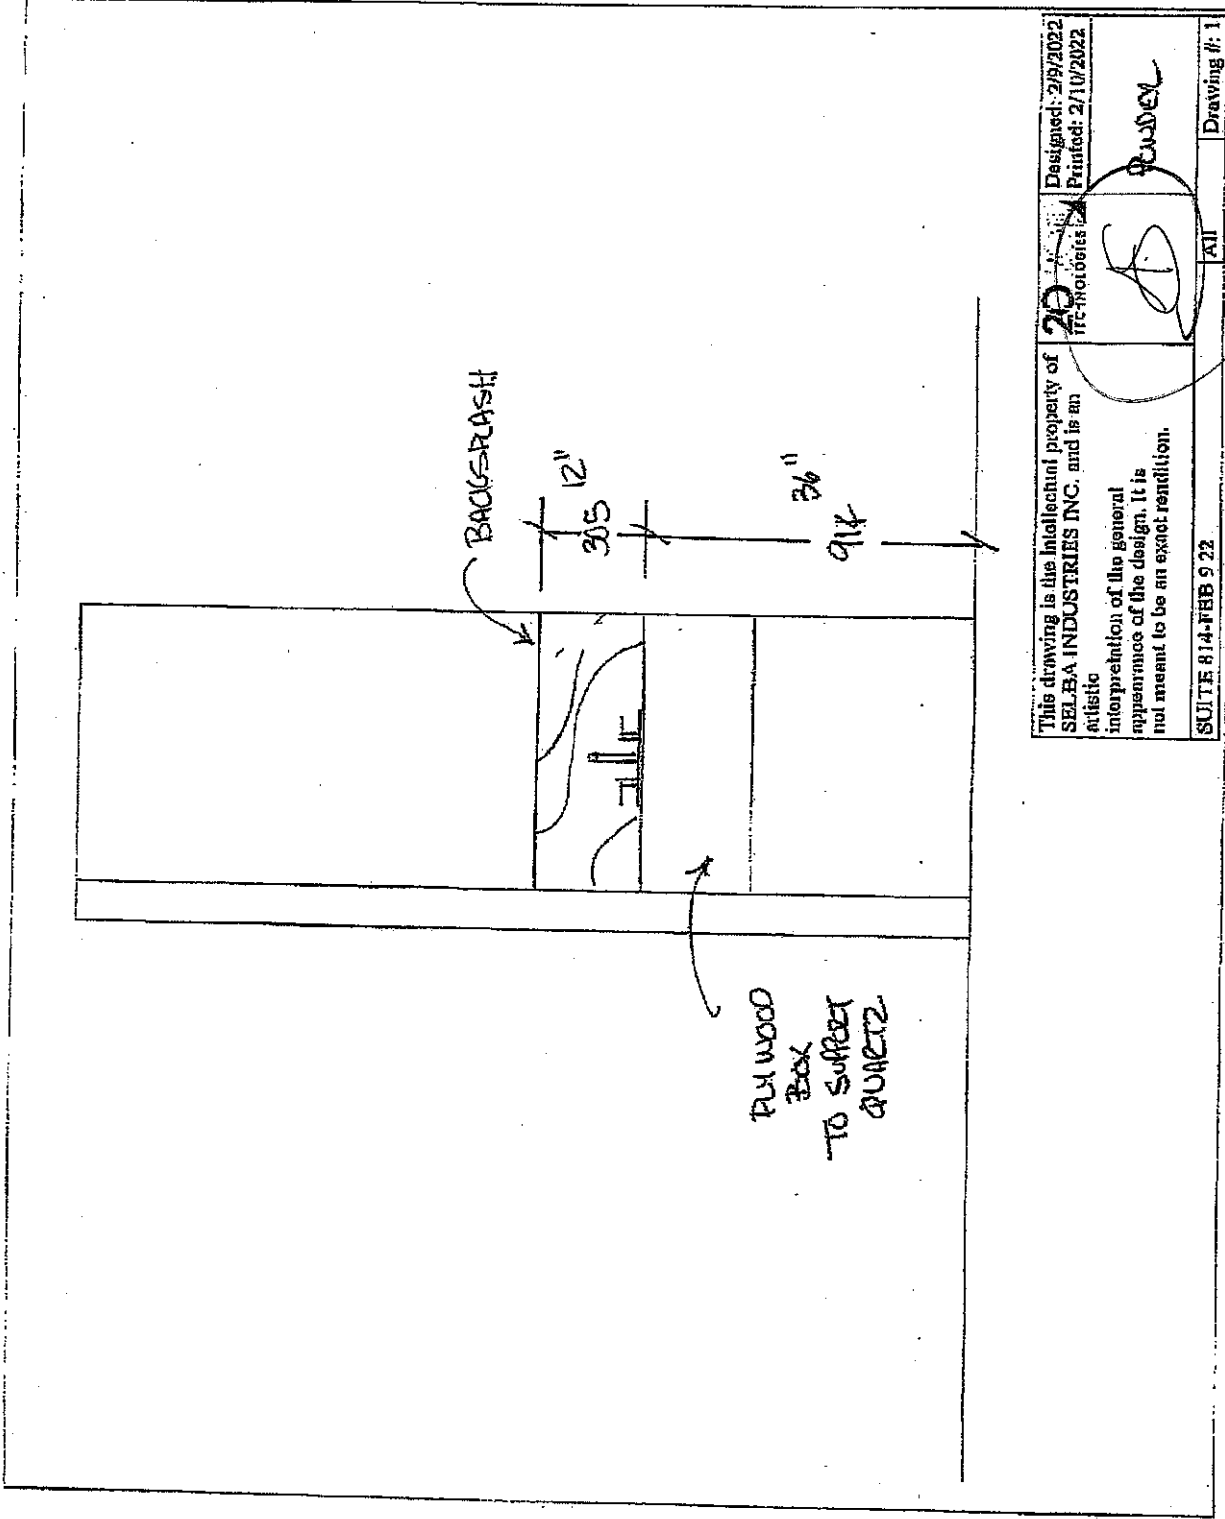 BACKSPLASH
12"
305
36"
914
PLYWOOD
BOX
TO SUPPORT
QUARTZ
This drawing is the intellectual property of
SELBA INDUSTRIES INC. and is an
artistic
interpretation of the general
appearance of the design. It is
not meant to be an exact rendition.
20
TECHNOLOGIES
Designed: 2/9/2022
Printed: 2/10/2022
SUITE 814-FEB 9 22
All
Drawing #: 1